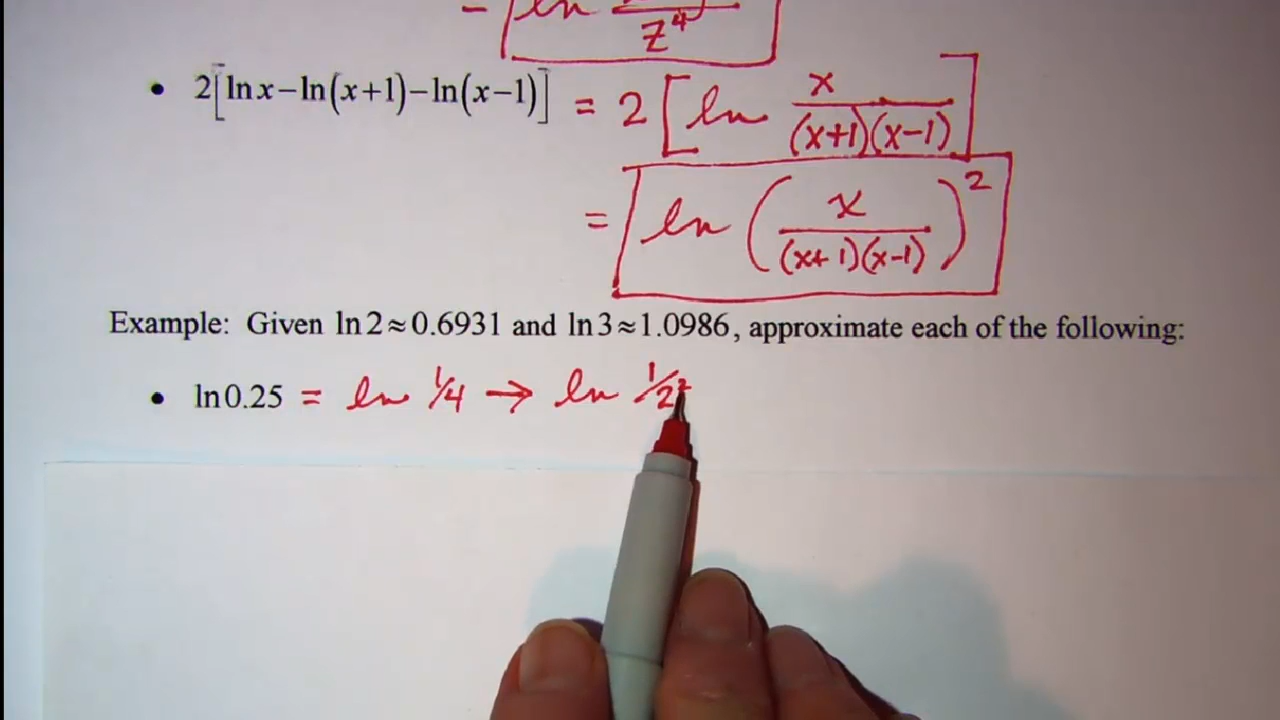 - ln z⁴
• 2[ln x – ln(x+1) – ln(x–1)] = 2[ln x/((x+1)(x-1))]
= ln (x/((x+1)(x-1)))²
Example: Given ln 2 ≈ 0.6931 and ln 3 ≈ 1.0986, approximate each of the following:
• ln 0.25 = ln 1/4 → ln 1/2²